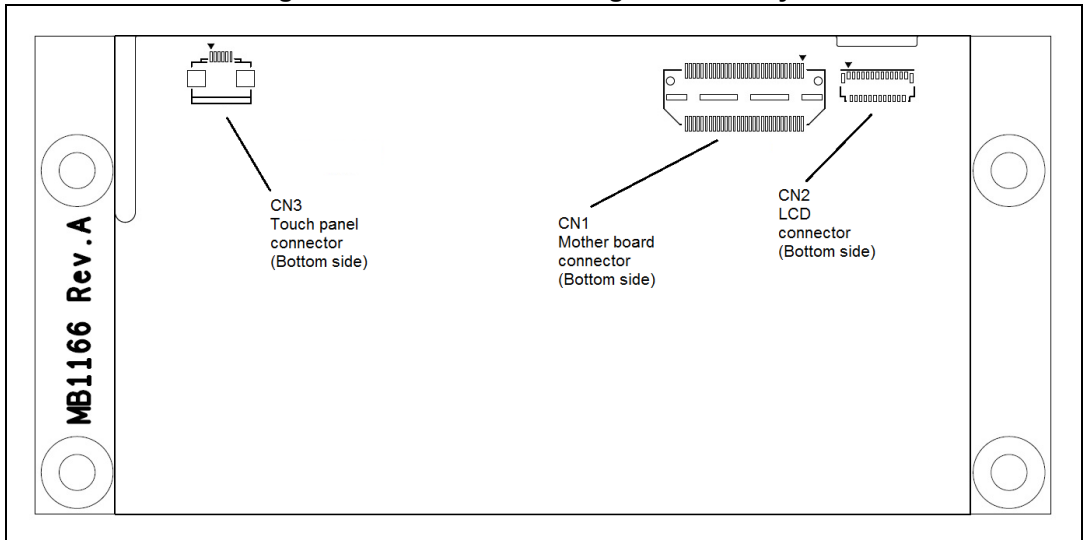 CN3
Touch panel
connector
(Bottom side)
CN1
Mother board
connector
(Bottom side)
CN2
LCD
connector
(Bottom side)
MB1166 Rev.A